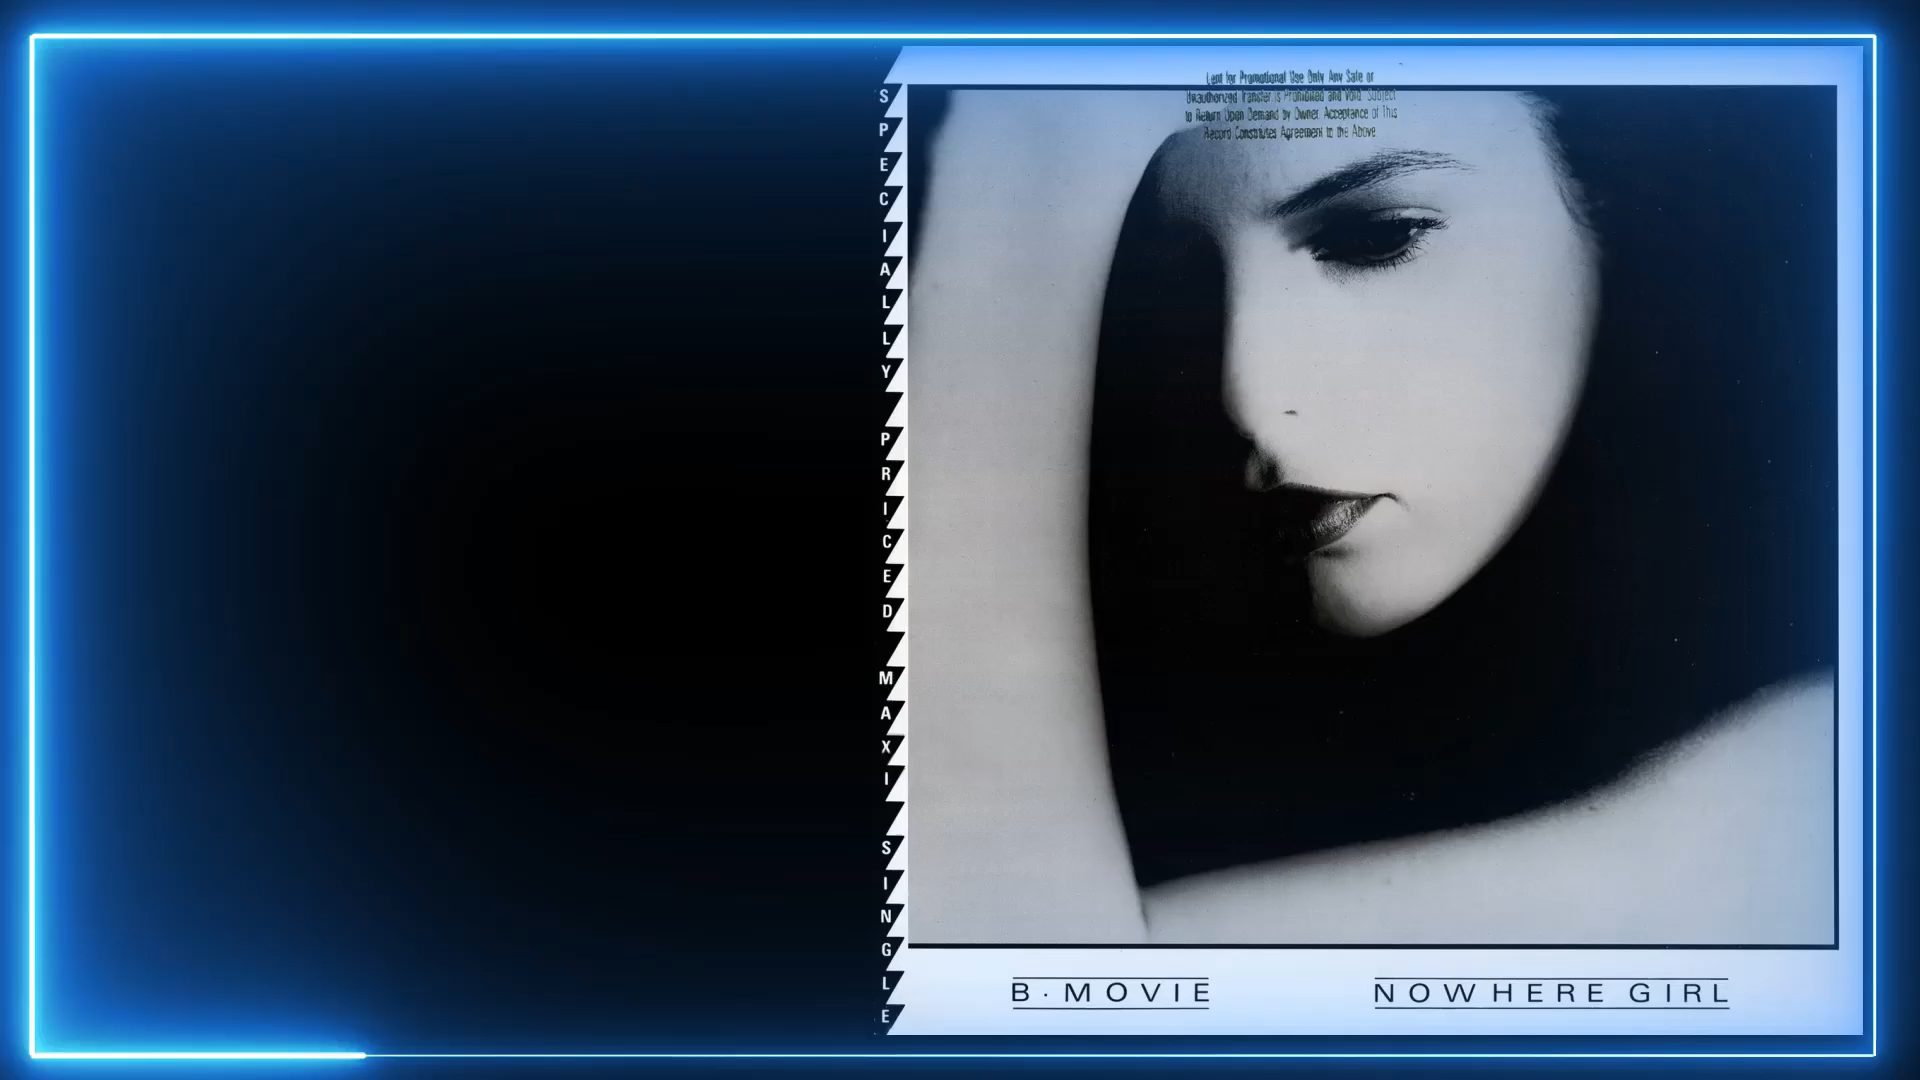 Lent for Promotional Use Only Any Sale or
Unauthorized Transfer is Prohibited and Void Subject
to Return Upon Demand by Owner Acceptance of This
Record Constitutes Agreement to the Above
SPECIALLY PRICED MAXI SINGLE
B·MOVIE
NOWHERE GIRL